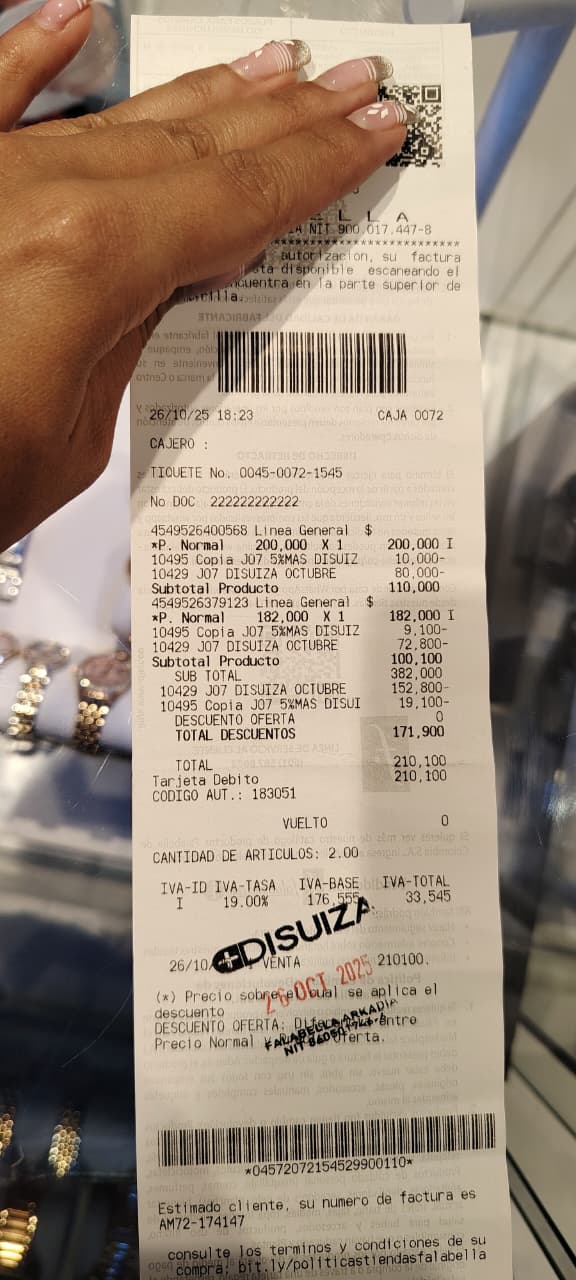 E L L A
NIT 900.017.447-8
****************************
autorizacion, su factura
disponible escaneando el
encuentra en la parte superior de
26/10/25 18:23 CAJA 0072
CAJERO :
TIQUETE No. 0045-0072-1545
No DOC 222222222222
4549526400568 Linea General $
*P. Normal 200,000 X 1 200,000 I
10495 Copia J07 5%MAS DISUIZ 10,000-
10429 J07 DISUIZA OCTUBRE 80,000-
Subtotal Producto 110,000
4549526379123 Linea General $
*P. Normal 182,000 X 1 182,000 I
10495 Copia J07 5%MAS DISUIZ 9,100-
10429 J07 DISUIZA OCTUBRE 72,800-
Subtotal Producto 100,100
SUB TOTAL 382,000
10429 J07 DISUIZA OCTUBRE 152,800-
10495 Copia J07 5%MAS DISUI 19,100-
DESCUENTO OFERTA 0
TOTAL DESCUENTOS 171,900
TOTAL 210,100
Tarjeta Debito 210,100
CODIGO AUT.: 183051
VUELTO 0
CANTIDAD DE ARTICULOS: 2.00
IVA-ID IVA-TASA IVA-BASE IVA-TOTAL
I 19.00% 176,555 33,545
DISUIZA
26/10/ VENTA 210100.
26 OCT 2025
(*) Precio sobre el cual se aplica el
descuento
DESCUENTO OFERTA: entre
FALABELLA ARKADIA
Precio Normal Oferta.
NIT
*04572072154529900110*
Estimado cliente, su numero de factura es
AM72-174147
consulte los terminos y condiciones de su
compra; bit.ly/politicastiendasfalabella